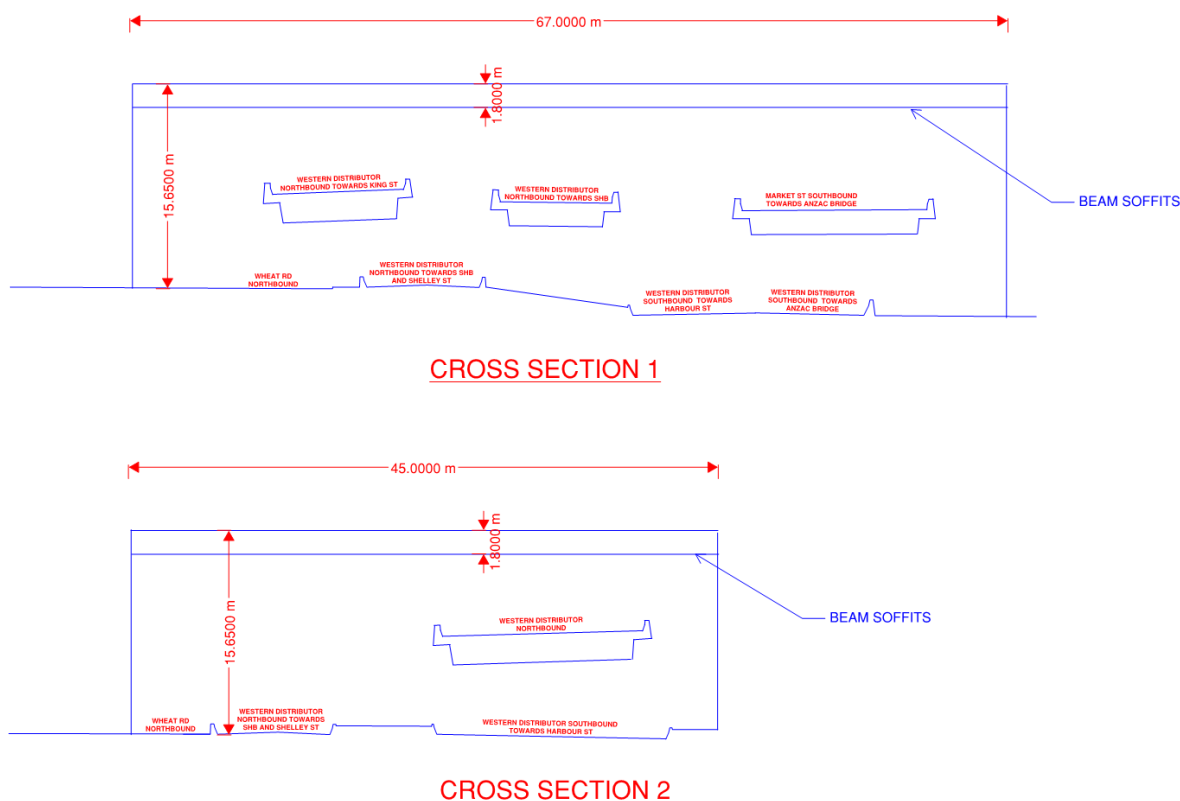 67.0000 m
1.8000 m
15.6500 m
WESTERN DISTRIBUTOR
NORTHBOUND TOWARDS KING ST
WESTERN DISTRIBUTOR
NORTHBOUND TOWARDS SHB
MARKET ST SOUTHBOUND
TOWARDS ANZAC BRIDGE
BEAM SOFFITS
WHEAT RD
NORTHBOUND
WESTERN DISTRIBUTOR
NORTHBOUND TOWARDS SHB
AND SHELLEY ST
WESTERN DISTRIBUTOR
SOUTHBOUND TOWARDS
HARBOUR ST
WESTERN DISTRIBUTOR
SOUTHBOUND TOWARDS
ANZAC BRIDGE
CROSS SECTION 1
45.0000 m
1.8000 m
15.6500 m
WESTERN DISTRIBUTOR
NORTHBOUND
BEAM SOFFITS
WHEAT RD
NORTHBOUND
WESTERN DISTRIBUTOR
NORTHBOUND TOWARDS
SHB AND SHELLEY ST
WESTERN DISTRIBUTOR SOUTHBOUND
TOWARDS HARBOUR ST
CROSS SECTION 2